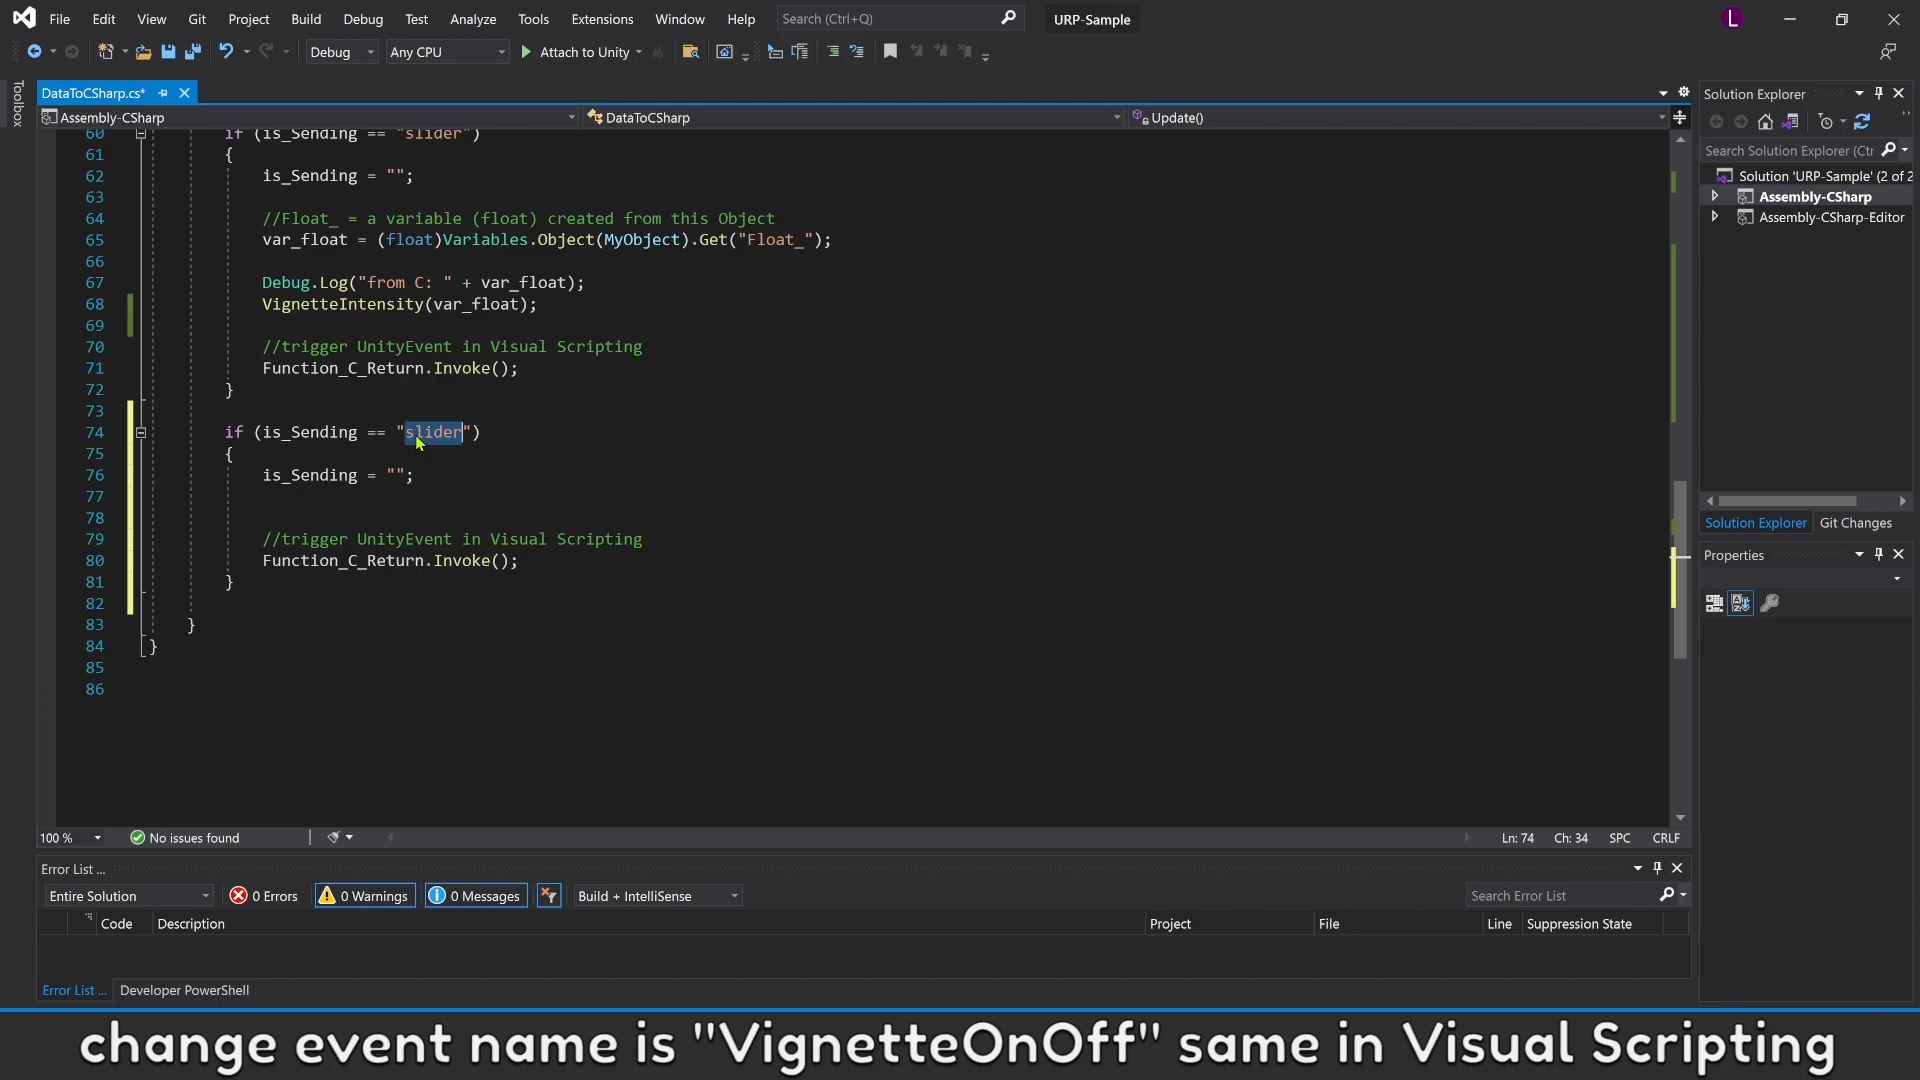 File Edit View Git Project Build Debug Test Analyze Tools Extensions Window Help Search (Ctrl+Q) URP-Sample L
Debug Any CPU Attach to Unity
Toolbox
DataToCSharp.cs*
Assembly-CSharp DataToCSharp Update()
60 if (is_Sending == "slider")
61 {
62 is_Sending = "";
63
64 //Float_ = a variable (float) created from this Object
65 var_float = (float)Variables.Object(MyObject).Get("Float_");
66
67 Debug.Log("from C: " + var_float);
68 VignetteIntensity(var_float);
69
70 //trigger UnityEvent in Visual Scripting
71 Function_C_Return.Invoke();
72 }
73
74 if (is_Sending == "slider")
75 {
76 is_Sending = "";
77
78
79 //trigger UnityEvent in Visual Scripting
80 Function_C_Return.Invoke();
81 }
82
83 }
84 }
85
86
100 % No issues found Ln: 74 Ch: 34 SPC CRLF
Error List ...
Entire Solution 0 Errors 0 Warnings 0 Messages Build + IntelliSense Search Error List
Code Description Project File Line Suppression State
Error List ... Developer PowerShell
Solution Explorer
Search Solution Explorer (Ctr
Solution 'URP-Sample' (2 of 2
Assembly-CSharp
Assembly-CSharp-Editor
Solution Explorer Git Changes
Properties
change event name is "VignetteOnOff" same in Visual Scripting